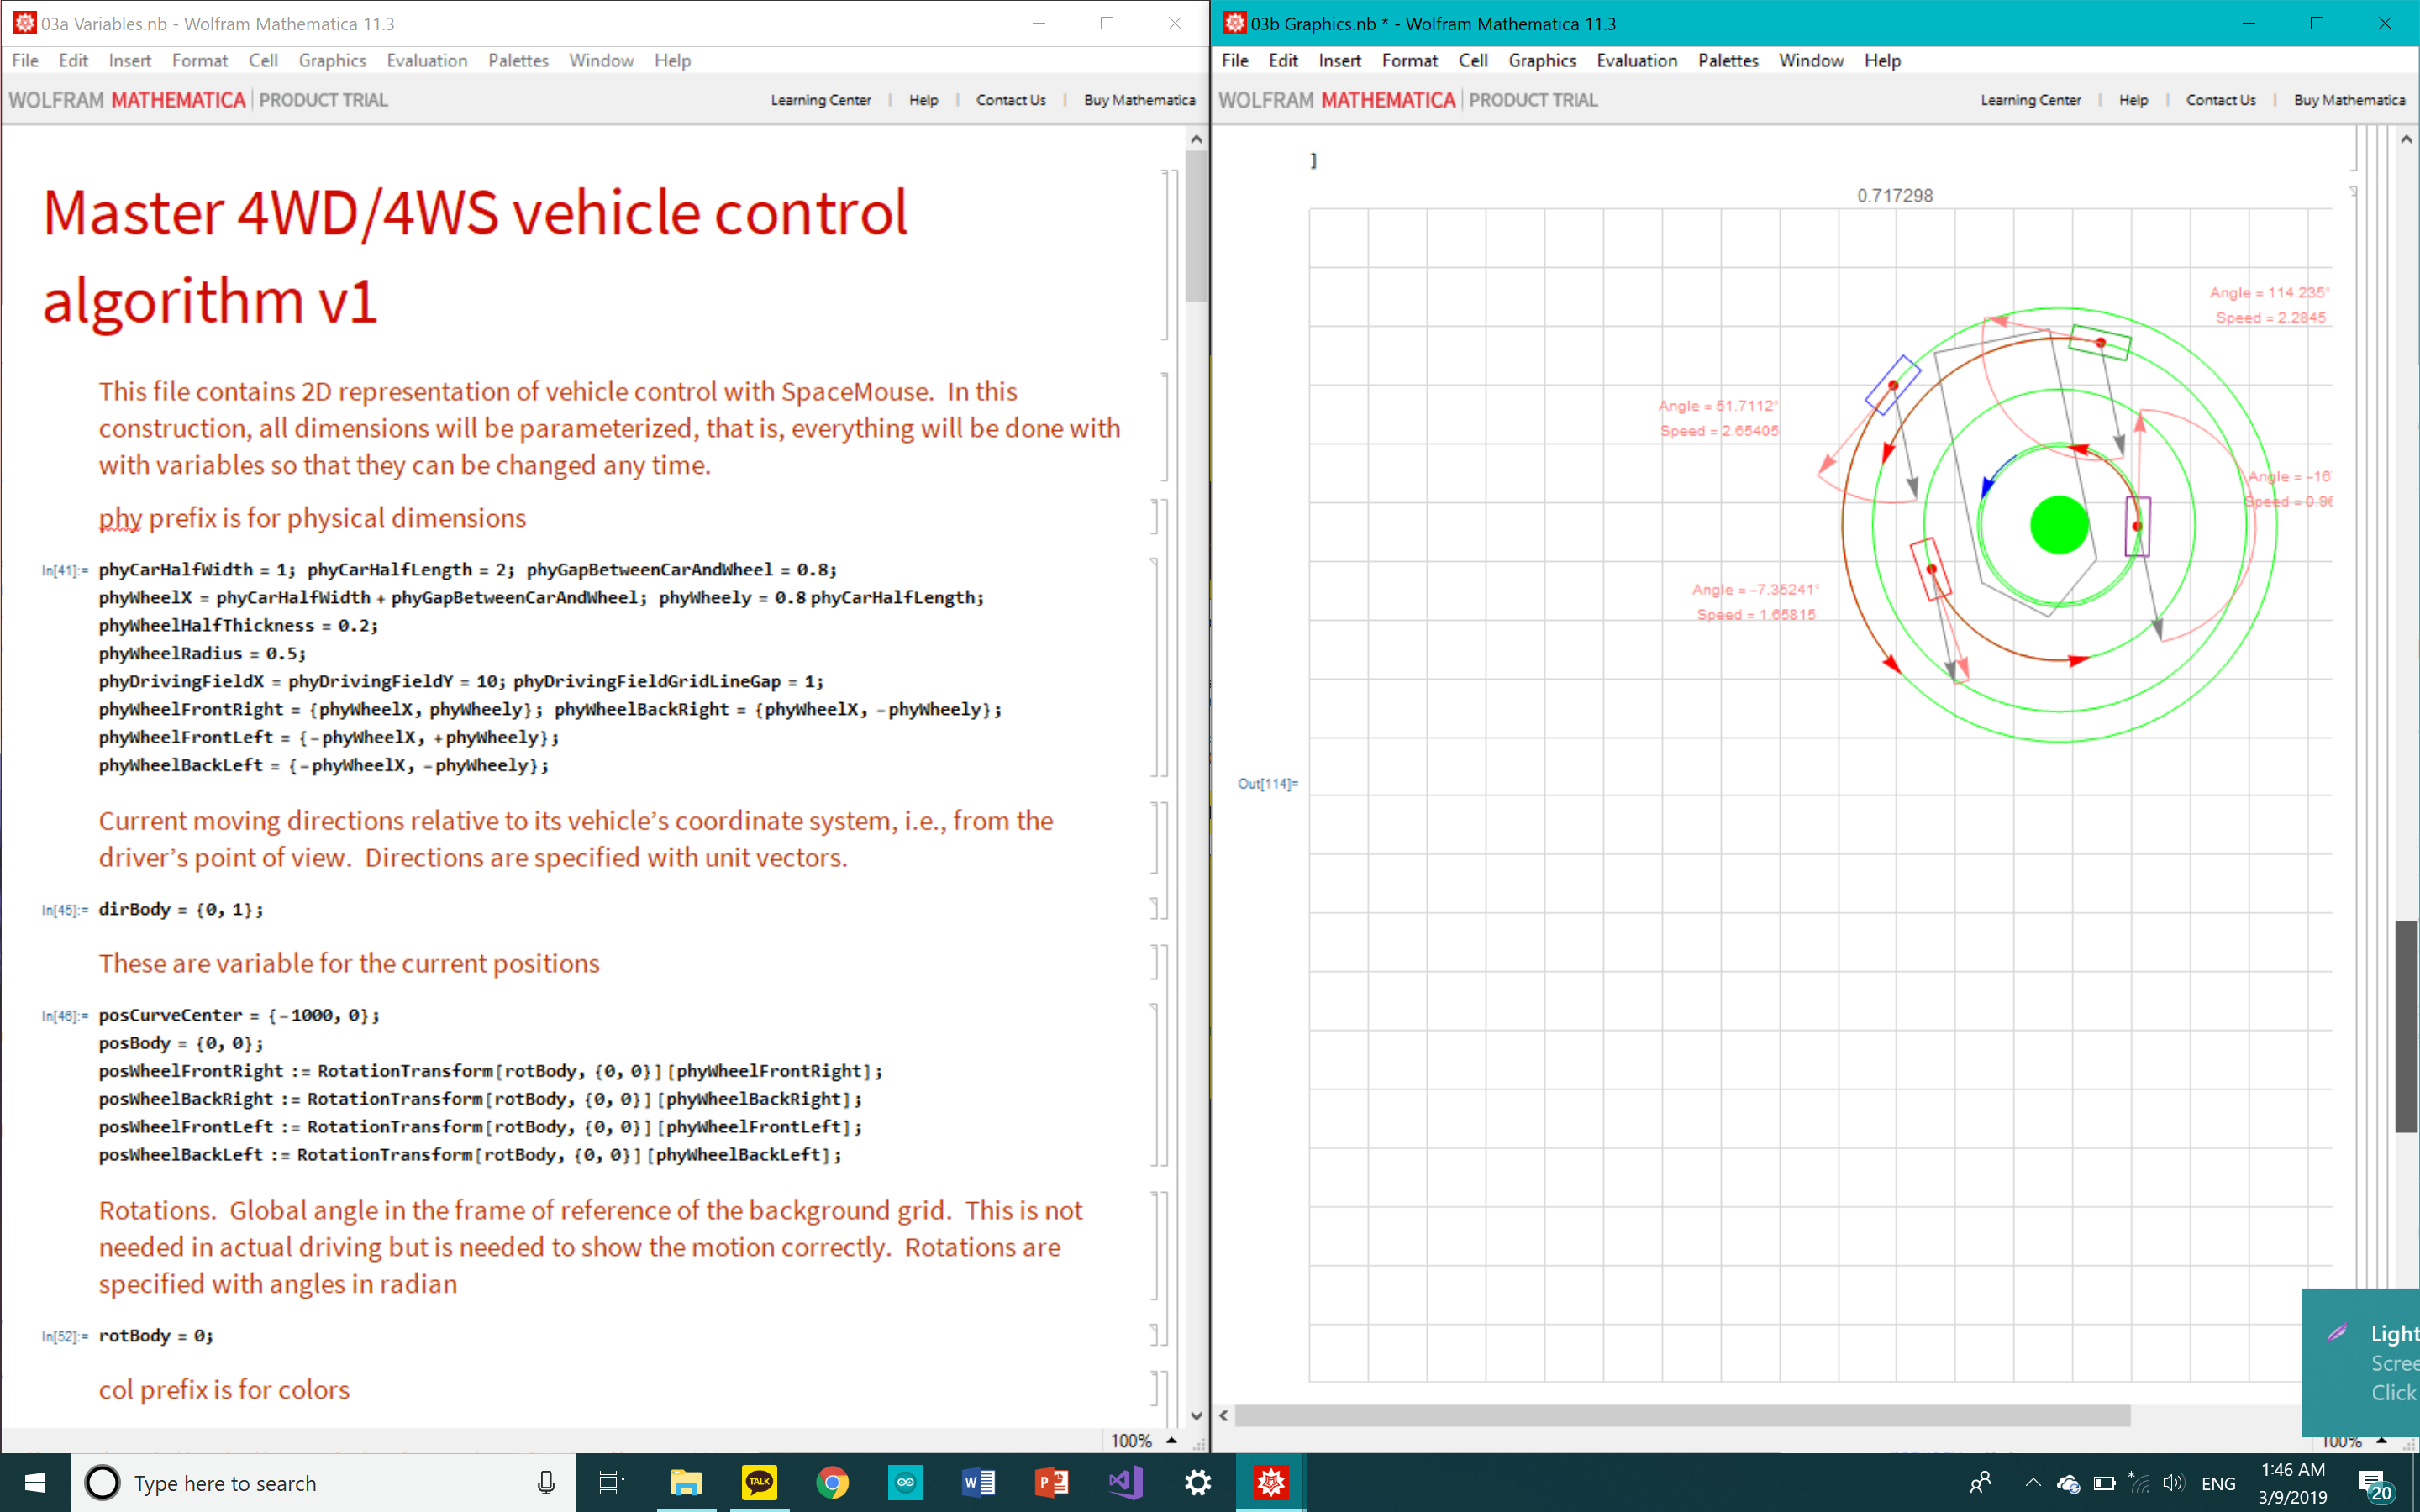 03a Variables.nb - Wolfram Mathematica 11.3
File Edit Insert Format Cell Graphics Evaluation Palettes Window Help
WOLFRAM MATHEMATICA PRODUCT TRIAL Learning Center Help Contact Us Buy Mathematica
Master 4WD/4WS vehicle control
algorithm v1
This file contains 2D representation of vehicle control with SpaceMouse. In this
construction, all dimensions will be parameterized, that is, everything will be done with
with variables so that they can be changed any time.
phy prefix is for physical dimensions
In[41]:= phyCarHalfWidth = 1; phyCarHalfLength = 2; phyGapBetweenCarAndWheel = 0.8;
phyWheelX = phyCarHalfWidth + phyGapBetweenCarAndWheel; phyWheely = 0.8 phyCarHalfLength;
phyWheelHalfThickness = 0.2;
phyWheelRadius = 0.5;
phyDrivingFieldX = phyDrivingFieldY = 10; phyDrivingFieldGridLineGap = 1;
phyWheelFrontRight = {phyWheelX, phyWheely}; phyWheelBackRight = {phyWheelX, -phyWheely};
phyWheelFrontLeft = {-phyWheelX, +phyWheely};
phyWheelBackLeft = {-phyWheelX, -phyWheely};
Current moving directions relative to its vehicle's coordinate system, i.e., from the
driver's point of view. Directions are specified with unit vectors.
In[45]:= dirBody = {0, 1};
These are variable for the current positions
In[46]:= posCurveCenter = {-1000, 0};
posBody = {0, 0};
posWheelFrontRight := RotationTransform[rotBody, {0, 0}][phyWheelFrontRight];
posWheelBackRight := RotationTransform[rotBody, {0, 0}][phyWheelBackRight];
posWheelFrontLeft := RotationTransform[rotBody, {0, 0}][phyWheelFrontLeft];
posWheelBackLeft := RotationTransform[rotBody, {0, 0}][phyWheelBackLeft];
Rotations. Global angle in the frame of reference of the background grid. This is not
needed in actual driving but is needed to show the motion correctly. Rotations are
specified with angles in radian
In[52]:= rotBody = 0;
col prefix is for colors
100%
03b Graphics.nb * - Wolfram Mathematica 11.3
File Edit Insert Format Cell Graphics Evaluation Palettes Window Help
WOLFRAM MATHEMATICA PRODUCT TRIAL Learning Center Help Contact Us Buy Mathematica
]
0.717298
Angle = 114.235°
Speed = 2.2845
Angle = 51.7112°
Speed = 2.65405
Angle = -16
Speed = 0.96
Angle = -7.35241°
Speed = 1.65815
Out[114]=
Light
Scree
Click
100%
Type here to search
TALK
ENG
1:46 AM
3/9/2019
20